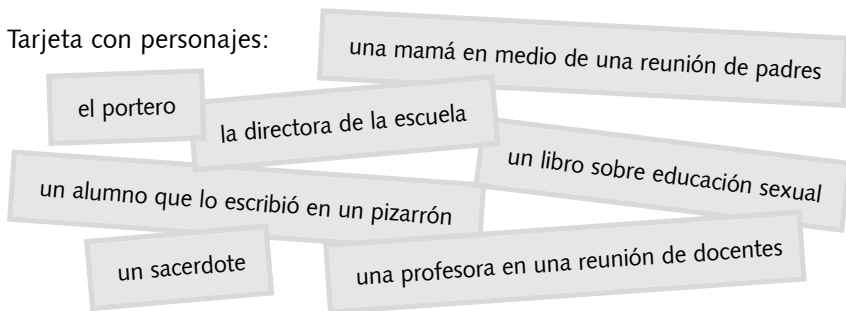 Tarjeta con personajes:
una mamá en medio de una reunión de padres
el portero
la directora de la escuela
un libro sobre educación sexual
un alumno que lo escribió en un pizarrón
un sacerdote
una profesora en una reunión de docentes